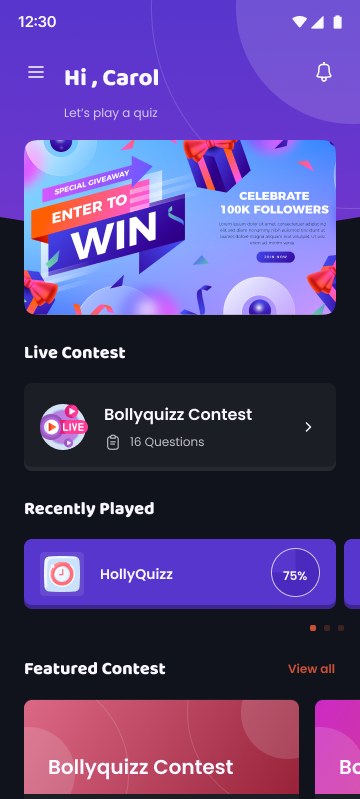 12:30
Hi , Carol
Let's play a quiz
SPECIAL GIVEAWAY
ENTER TO
WIN
CELEBRATE
100K FOLLOWERS
JOIN NOW
Live Contest
LIVE
Bollyquizz Contest
16 Questions
Recently Played
HollyQuizz
75%
Featured Contest
View all
Bollyquizz Contest
Bo